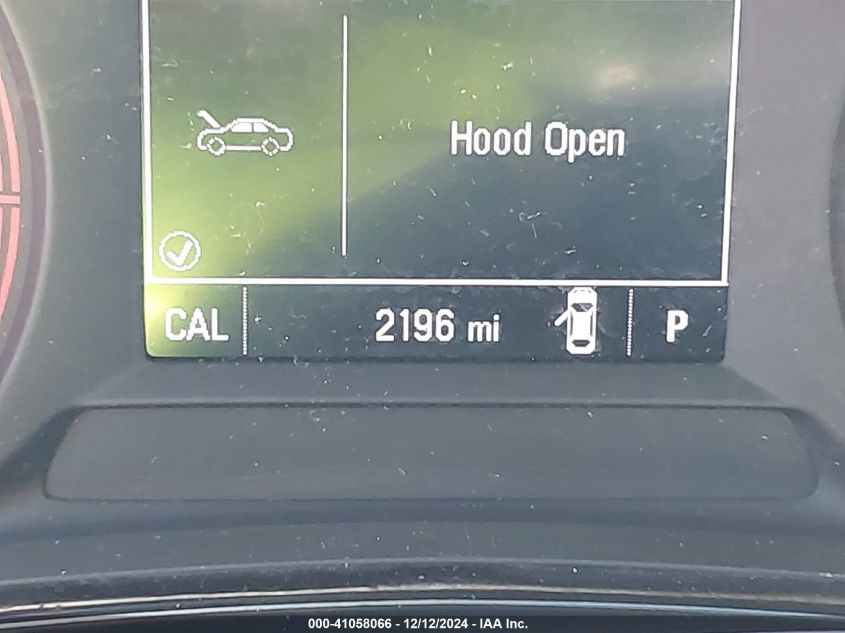 Hood Open
CAL 2196 mi P
000-41058066 - 12/12/2024 - IAA Inc.